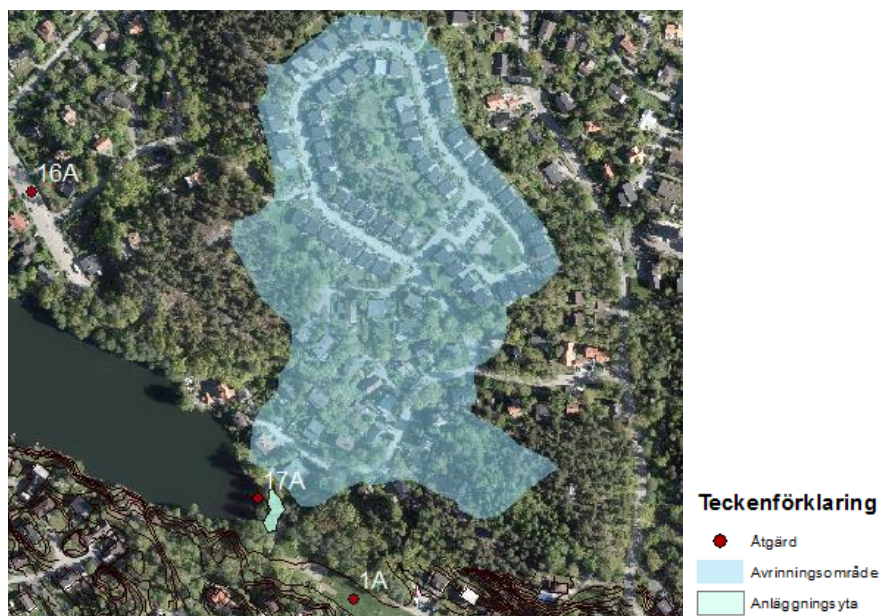 16A
17A
1A
Teckenförklaring
Åtgärd
Avrinningsområde
Anläggningsyta